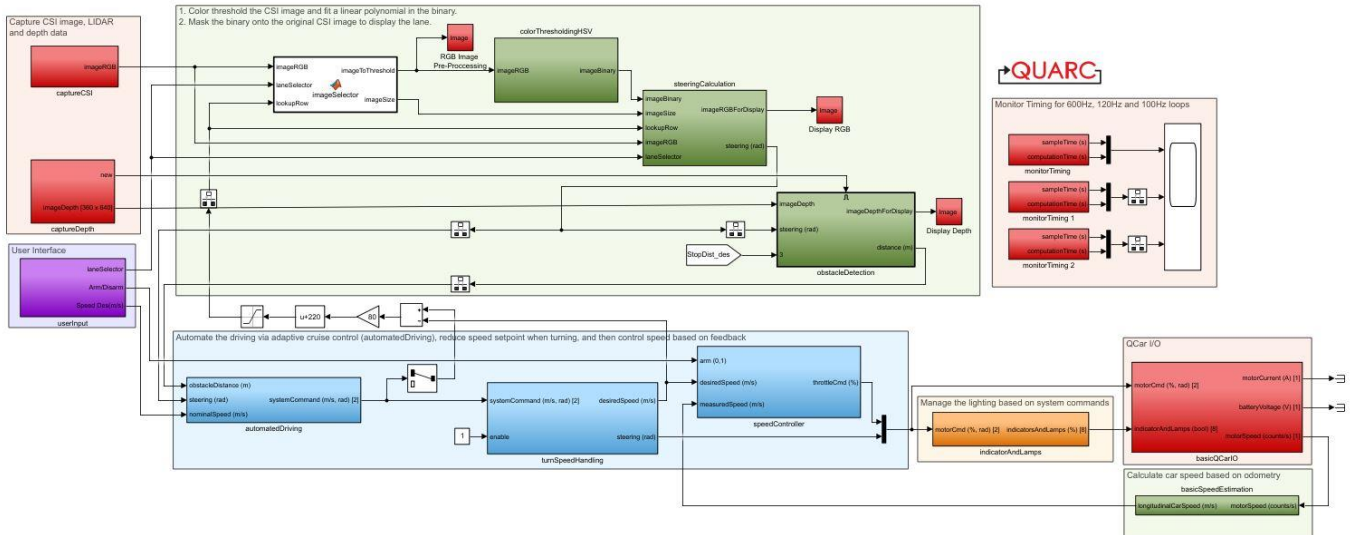 Capture CSI image, LIDAR
and depth data
imageRGB
captureCSI
new
imageDepth [360 x 640]
captureDepth
User Interface
laneSelector
Arm/Disarm
Speed Des(m/s)
userInput
1. Color threshold the CSI image and fit a linear polynomial in the binary.
2. Mask the binary onto the original CSI image to display the lane.
imageRGB
laneSelector
lookupRow
imageToThreshold
imageSize
imageSelector
Image
RGB Image
Pre-Proccessing
colorThresholdingHSV
imageRGB
imageBinary
steeringCalculation
imageBinary
imageSize
lookupRow
imageRGB
laneSelector
imageRGBForDisplay
steering (rad)
Image
Display RGB
imageDepth
steering (rad)
3
imageDepthForDisplay
distance (m)
obstacleDetection
StopDist_des
Image
Display Depth
QUARC
Monitor Timing for 600Hz, 120Hz and 100Hz loops
sampleTime (s)
computationTime (s)
monitorTiming
sampleTime (s)
computationTime (s)
monitorTiming 1
sampleTime (s)
computationTime (s)
monitorTiming 2
u+220
80
Automate the driving via adaptive cruise control (automatedDriving), reduce speed setpoint when turning, and then control speed based on feedback
obstacleDistance (m)
steering (rad)
nominalSpeed (m/s)
systemCommand (m/s, rad) [2]
automatedDriving
1
systemCommand (m/s, rad) [2]
enable
desiredSpeed (m/s)
steering (rad)
turnSpeedHandling
arm (0,1)
desiredSpeed (m/s)
measuredSpeed (m/s)
throttleCmd (%)
speedController
Manage the lighting based on system commands
motorCmd (%, rad) [2]
indicatorsAndLamps (%) [8]
indicatorAndLamps
QCar I/O
motorCmd (%, rad) [2]
indicatorAndLamps (bool) [8]
motorCurrent (A) [1]
batteryVoltage (V) [1]
motorSpeed (counts/s) [1]
basicQCarIO
Calculate car speed based on odometry
basicSpeedEstimation
longitudinalCarSpeed (m/s)
motorSpeed (counts/s)